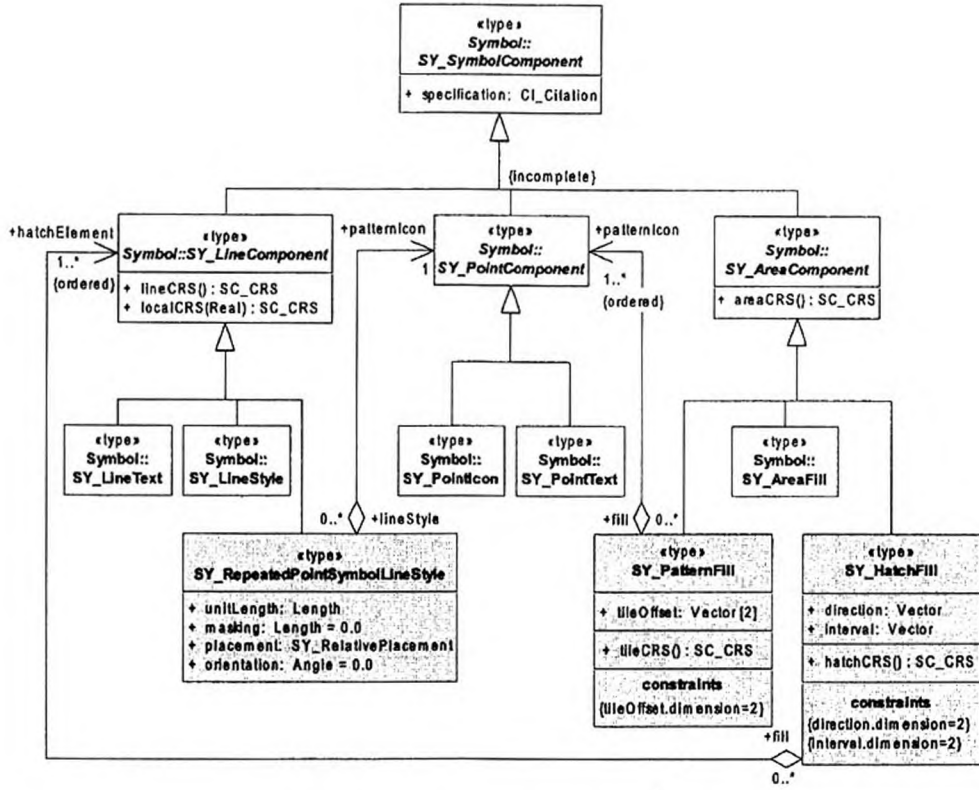 «type»
Symbol::
SY_SymbolComponent
+ specification: CI_Citation
{incomplete}
+hatchElement
1..*
{ordered}
«type»
Symbol::SY_LineComponent
+ lineCRS() : SC_CRS
+ localCRS(Real) : SC_CRS
+patternIcon
1
«type»
Symbol::
SY_PointComponent
+patternIcon
1..*
{ordered}
«type»
Symbol::
SY_AreaComponent
+ areaCRS() : SC_CRS
«type»
Symbol::
SY_LineText
«type»
Symbol::
SY_LineStyle
«type»
Symbol::
SY_PointIcon
«type»
Symbol::
SY_PointText
«type»
Symbol::
SY_AreaFill
0..*
+lineStyle
+fill
0..*
«type»
SY_RepeatedPointSymbolLineStyle
+ unitLength: Length
+ masking: Length = 0.0
+ placement: SY_RelativePlacement
+ orientation: Angle = 0.0
«type»
SY_PatternFill
+ tileOffset: Vector [2]
+ tileCRS() : SC_CRS
constraints
{tileOffset.dimension=2}
«type»
SY_HatchFill
+ direction: Vector
+ interval: Vector
+ hatchCRS() : SC_CRS
constraints
{direction.dimension=2}
{interval.dimension=2}
+fill
0..*